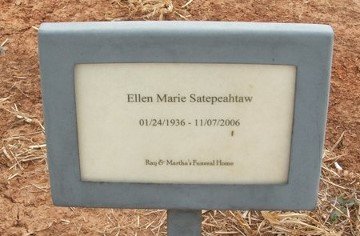 Ellen Marie Satepeahtaw
01/24/1936 - 11/07/2006
Ray & Martha's Funeral Home